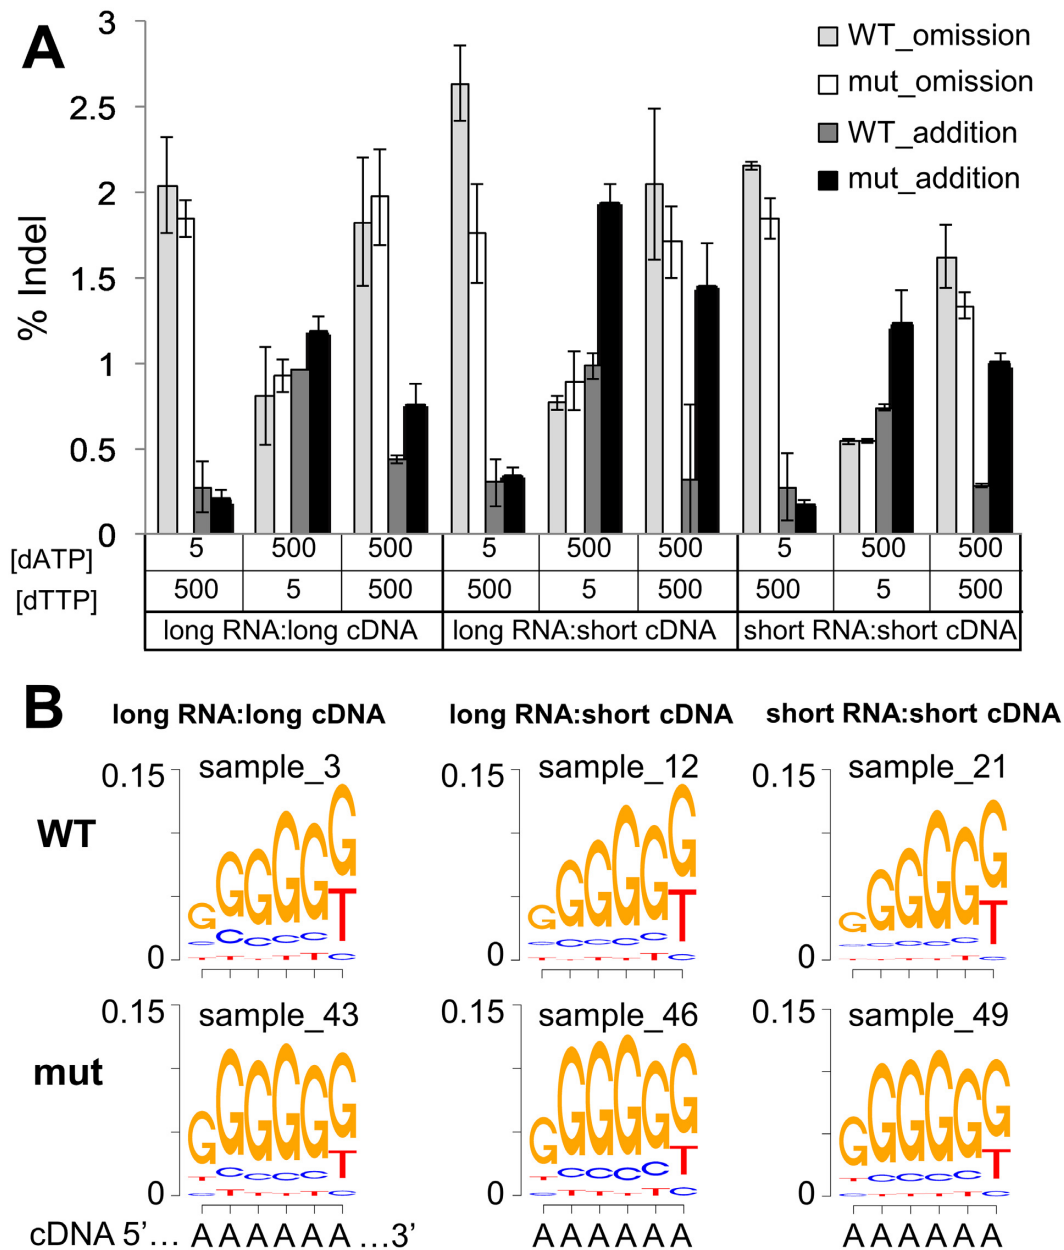 A
3
2.5
2
1.5
1
0.5
0
% Indel
WT_omission
mut_omission
WT_addition
mut_addition
[dATP] 5 500 500 5 500 500 5 500 500
[dTTP] 500 5 500 500 5 500 500 5 500
long RNA:long cDNA long RNA:short cDNA short RNA:short cDNA
B
long RNA:long cDNA long RNA:short cDNA short RNA:short cDNA
WT
0.15 sample_3 0.15 sample_12 0.15 sample_21
G G G G G G G G G G G G G G G G G G
C C C C C T C C C C C T C C C C C T
T T T T T C T T T T T C T T T T T C
0 0 0
mut
0.15 sample_43 0.15 sample_46 0.15 sample_49
G G G G G G G G G G G G G G G G G G
T C C C C T T C C C C T T C C C C T
C T T T T C C T T T T C C T T T T C
0 0 0
cDNA 5’... A A A A A A ...3’ A A A A A A A A A A A A